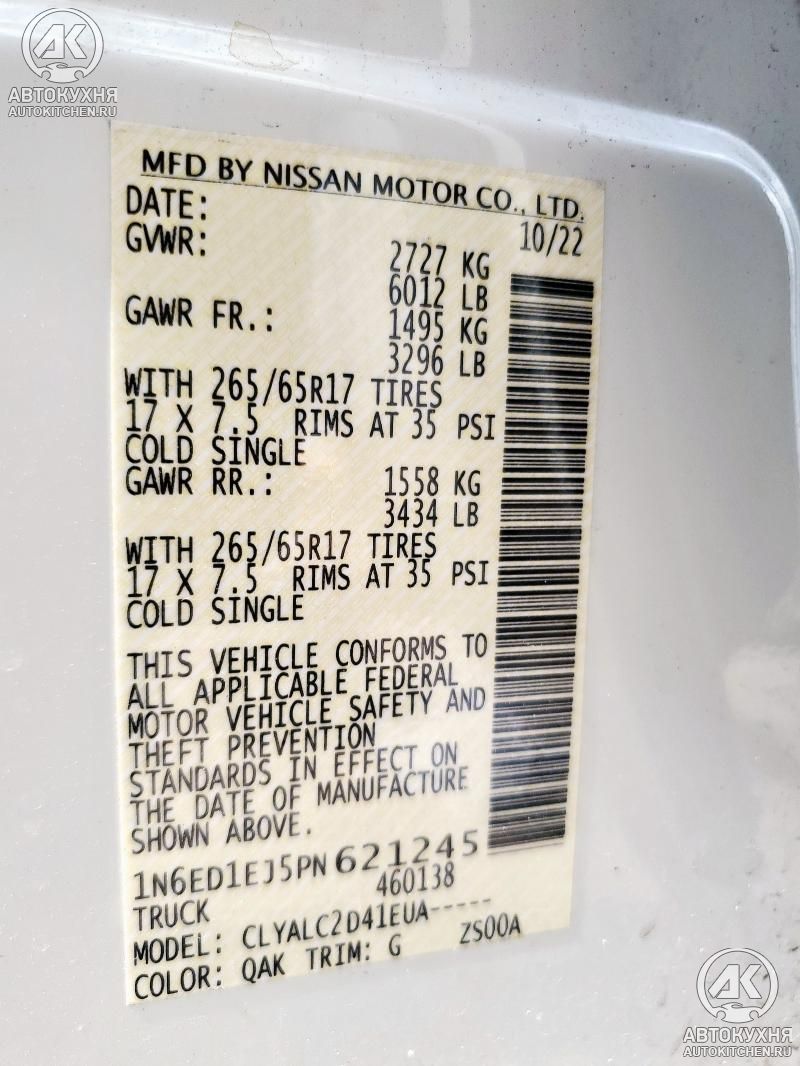 AK
АВТОКУХНЯ
AUTOKITCHEN.RU
MFD BY NISSAN MOTOR CO., LTD.
DATE: 10/22
GVWR: 2727 KG
6012 LB
GAWR FR.: 1495 KG
3296 LB
WITH 265/65R17 TIRES
17 X 7.5 RIMS AT 35 PSI
COLD SINGLE
GAWR RR.: 1558 KG
3434 LB
WITH 265/65R17 TIRES
17 X 7.5 RIMS AT 35 PSI
COLD SINGLE
THIS VEHICLE CONFORMS TO
ALL APPLICABLE FEDERAL
MOTOR VEHICLE SAFETY AND
THEFT PREVENTION
STANDARDS IN EFFECT ON
THE DATE OF MANUFACTURE
SHOWN ABOVE.
1N6ED1EJ5PN621245
460138
TRUCK
MODEL: CLYALC2D41EUA-----
COLOR: QAK TRIM: G ZS00A
AK
АВТОКУХНЯ
AUTOKITCHEN.RU